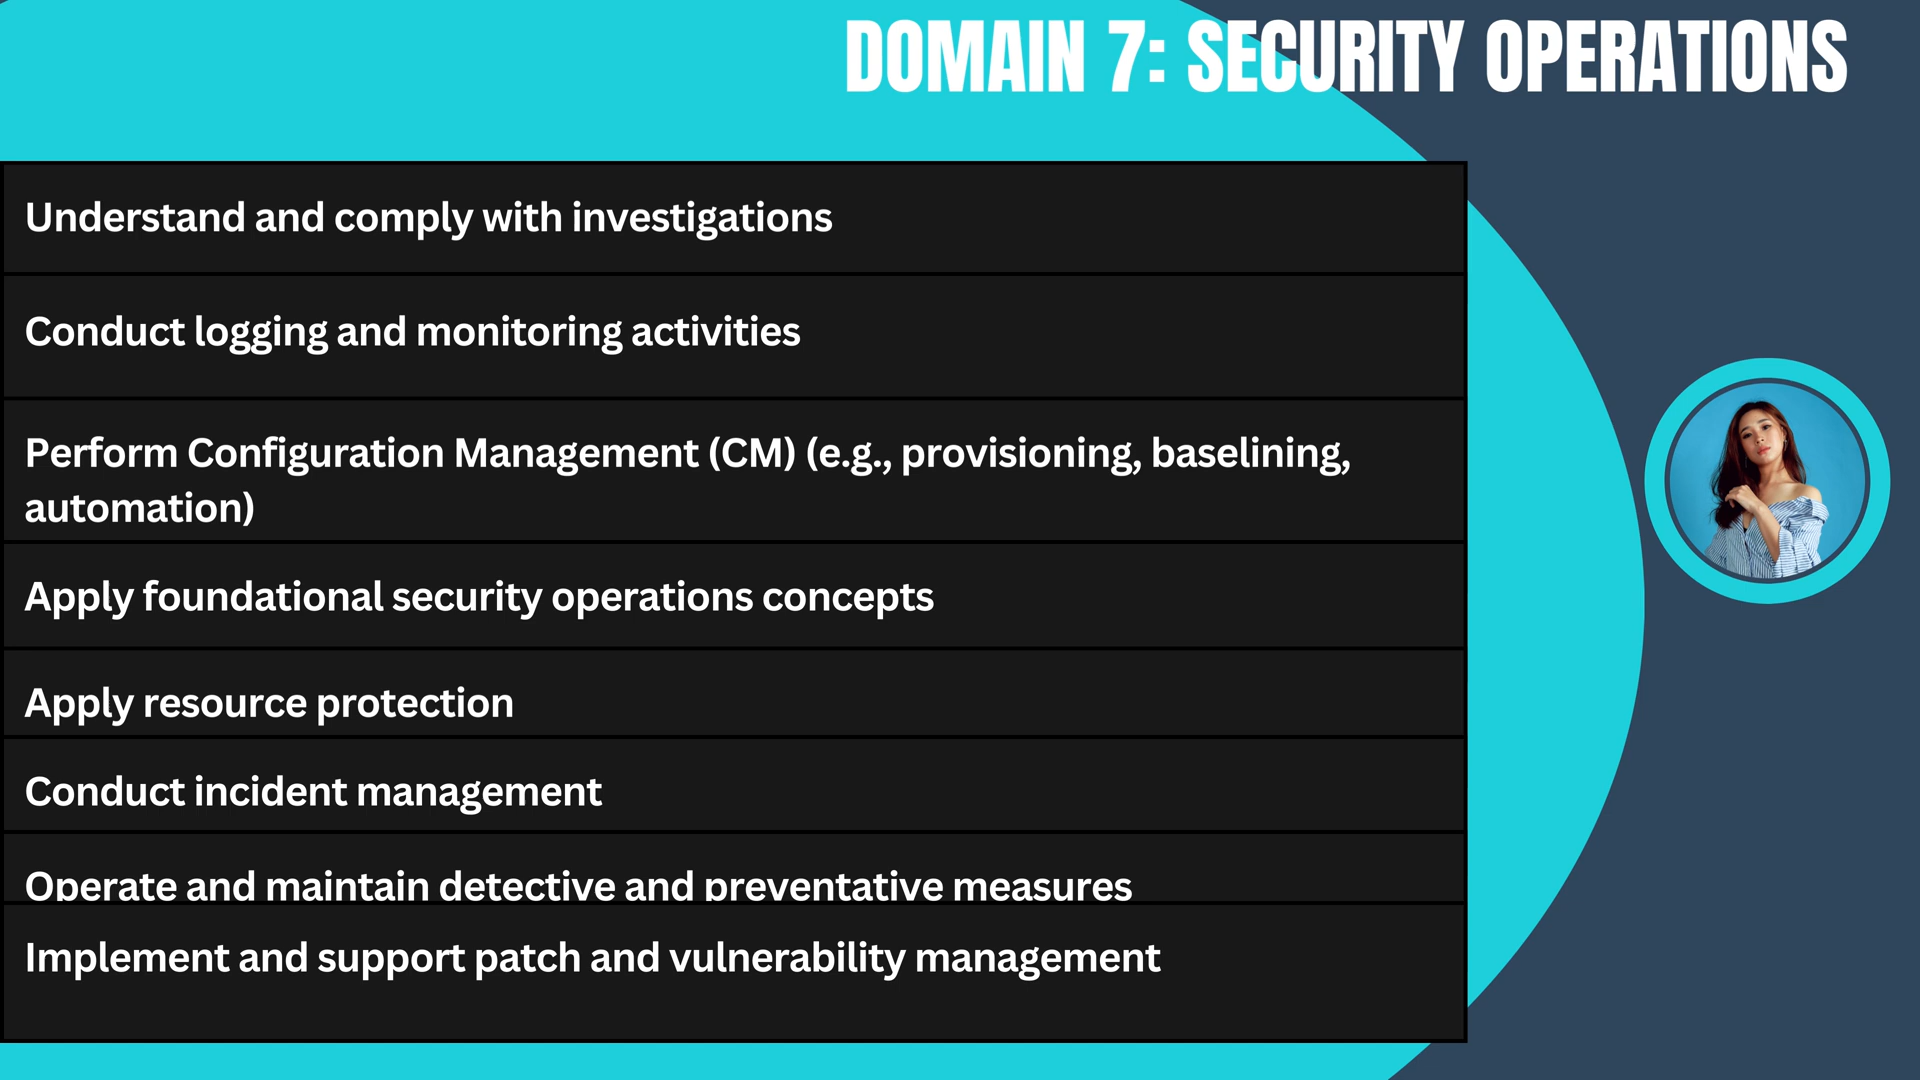 DOMAIN 7: SECURITY OPERATIONS
Understand and comply with investigations
Conduct logging and monitoring activities
Perform Configuration Management (CM) (e.g., provisioning, baselining,
automation)
Apply foundational security operations concepts
Apply resource protection
Conduct incident management
Operate and maintain detective and preventative measures
Implement and support patch and vulnerability management